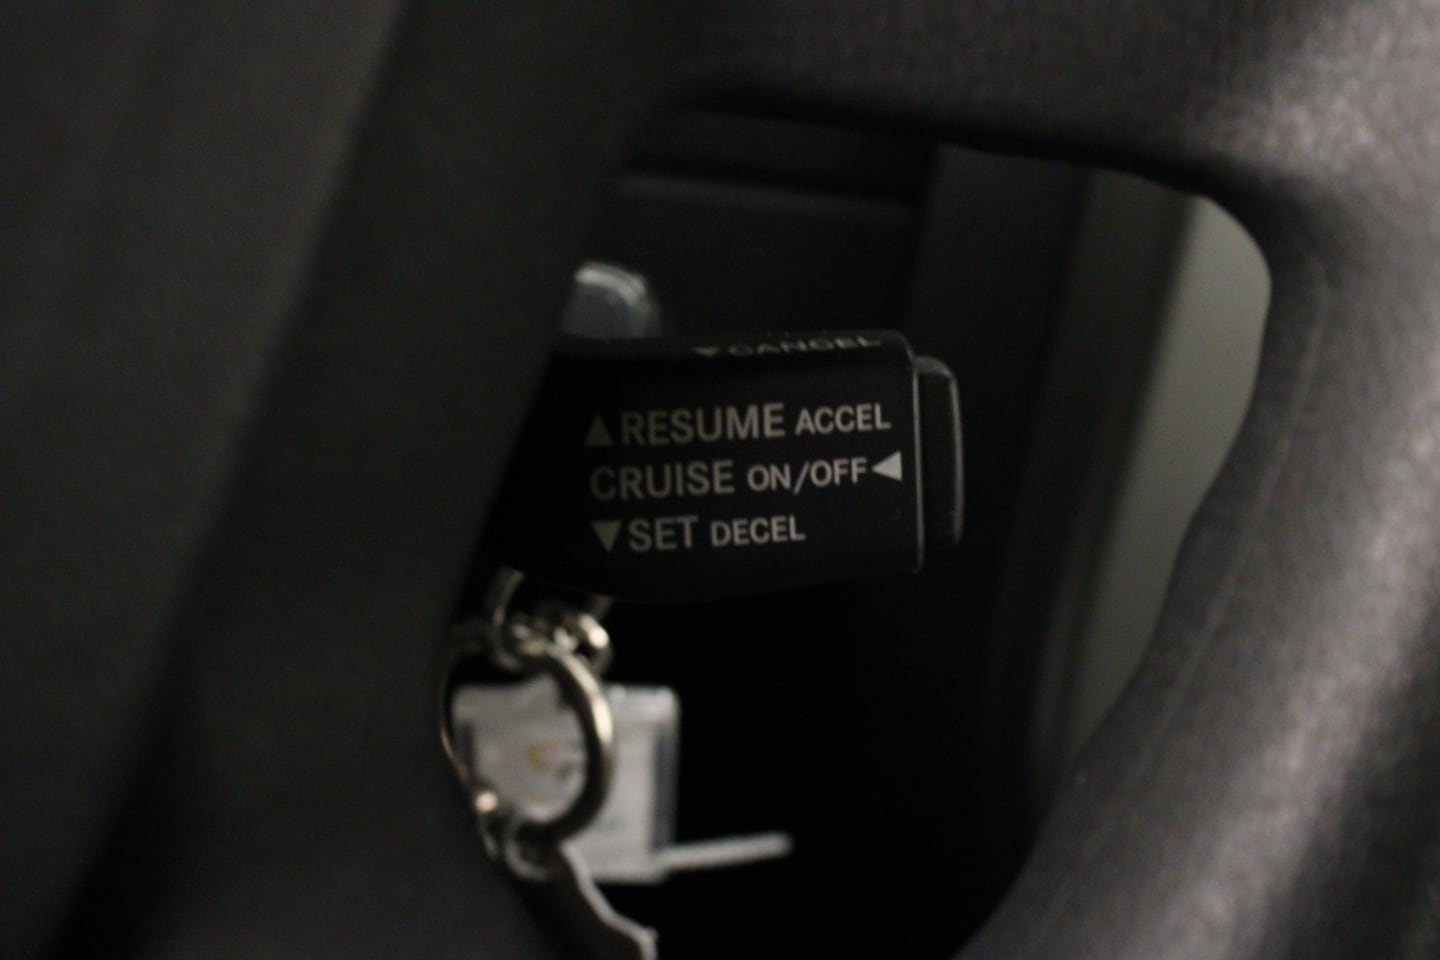 ▼CANCEL
▲RESUME ACCEL
CRUISE ON/OFF◀
▼SET DECEL